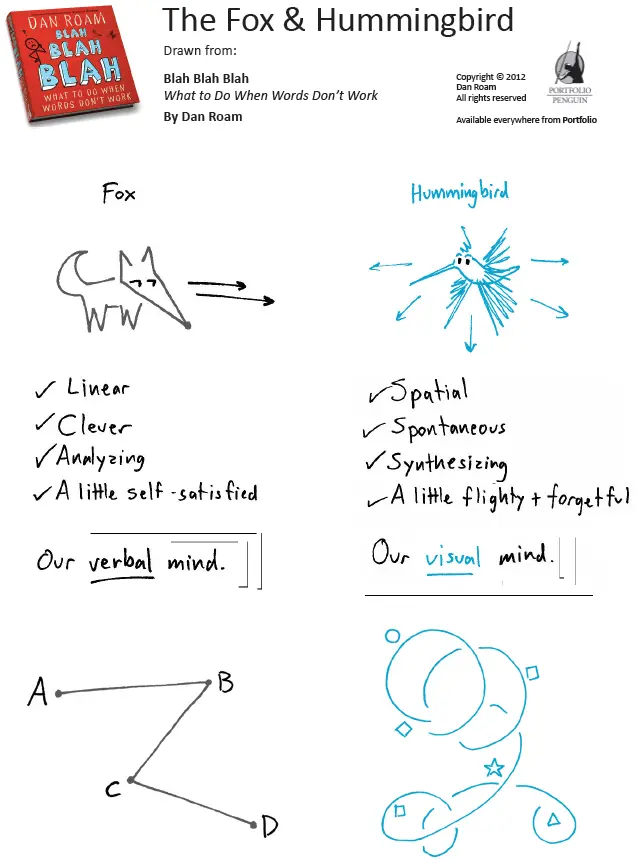 DAN ROAM
BLAH
BLAH
BLAH
WHAT TO DO WHEN
WORDS DON'T WORK
The Fox & Hummingbird
Drawn from:
Blah Blah Blah
What to Do When Words Don't Work
By Dan Roam
Copyright © 2012
Dan Roam
All rights reserved
PORTFOLIO
PENGUIN
Available everywhere from Portfolio
Fox
Hummingbird
✓ Linear
✓ Clever
✓ Analyzing
✓ A little self-satisfied
✓ Spatial
✓ Spontaneous
✓ Synthesizing
✓ A little flighty + forgetful
Our verbal mind.
Our visual mind.
A
B
C
D